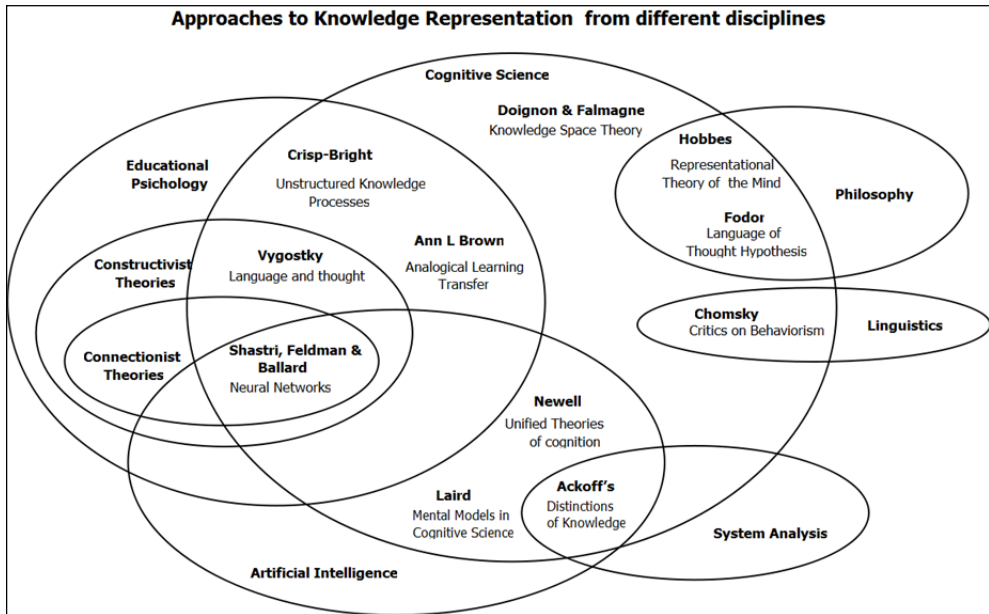 Approaches to Knowledge Representation from different disciplines
Cognitive Science
Doignon & Falmagne
Knowledge Space Theory
Hobbes
Representational
Theory of the Mind
Philosophy
Fodor
Language of
Thought Hypothesis
Educational
Psichology
Crisp-Bright
Unstructured Knowledge
Processes
Ann L Brown
Analogical Learning
Transfer
Constructivist
Theories
Vygostky
Language and thought
Chomsky
Critics on Behaviorism
Linguistics
Connectionist
Theories
Shastri, Feldman &
Ballard
Neural Networks
Newell
Unified Theories
of cognition
Laird
Mental Models in
Cognitive Science
Ackoff's
Distinctions
of Knowledge
System Analysis
Artificial Intelligence